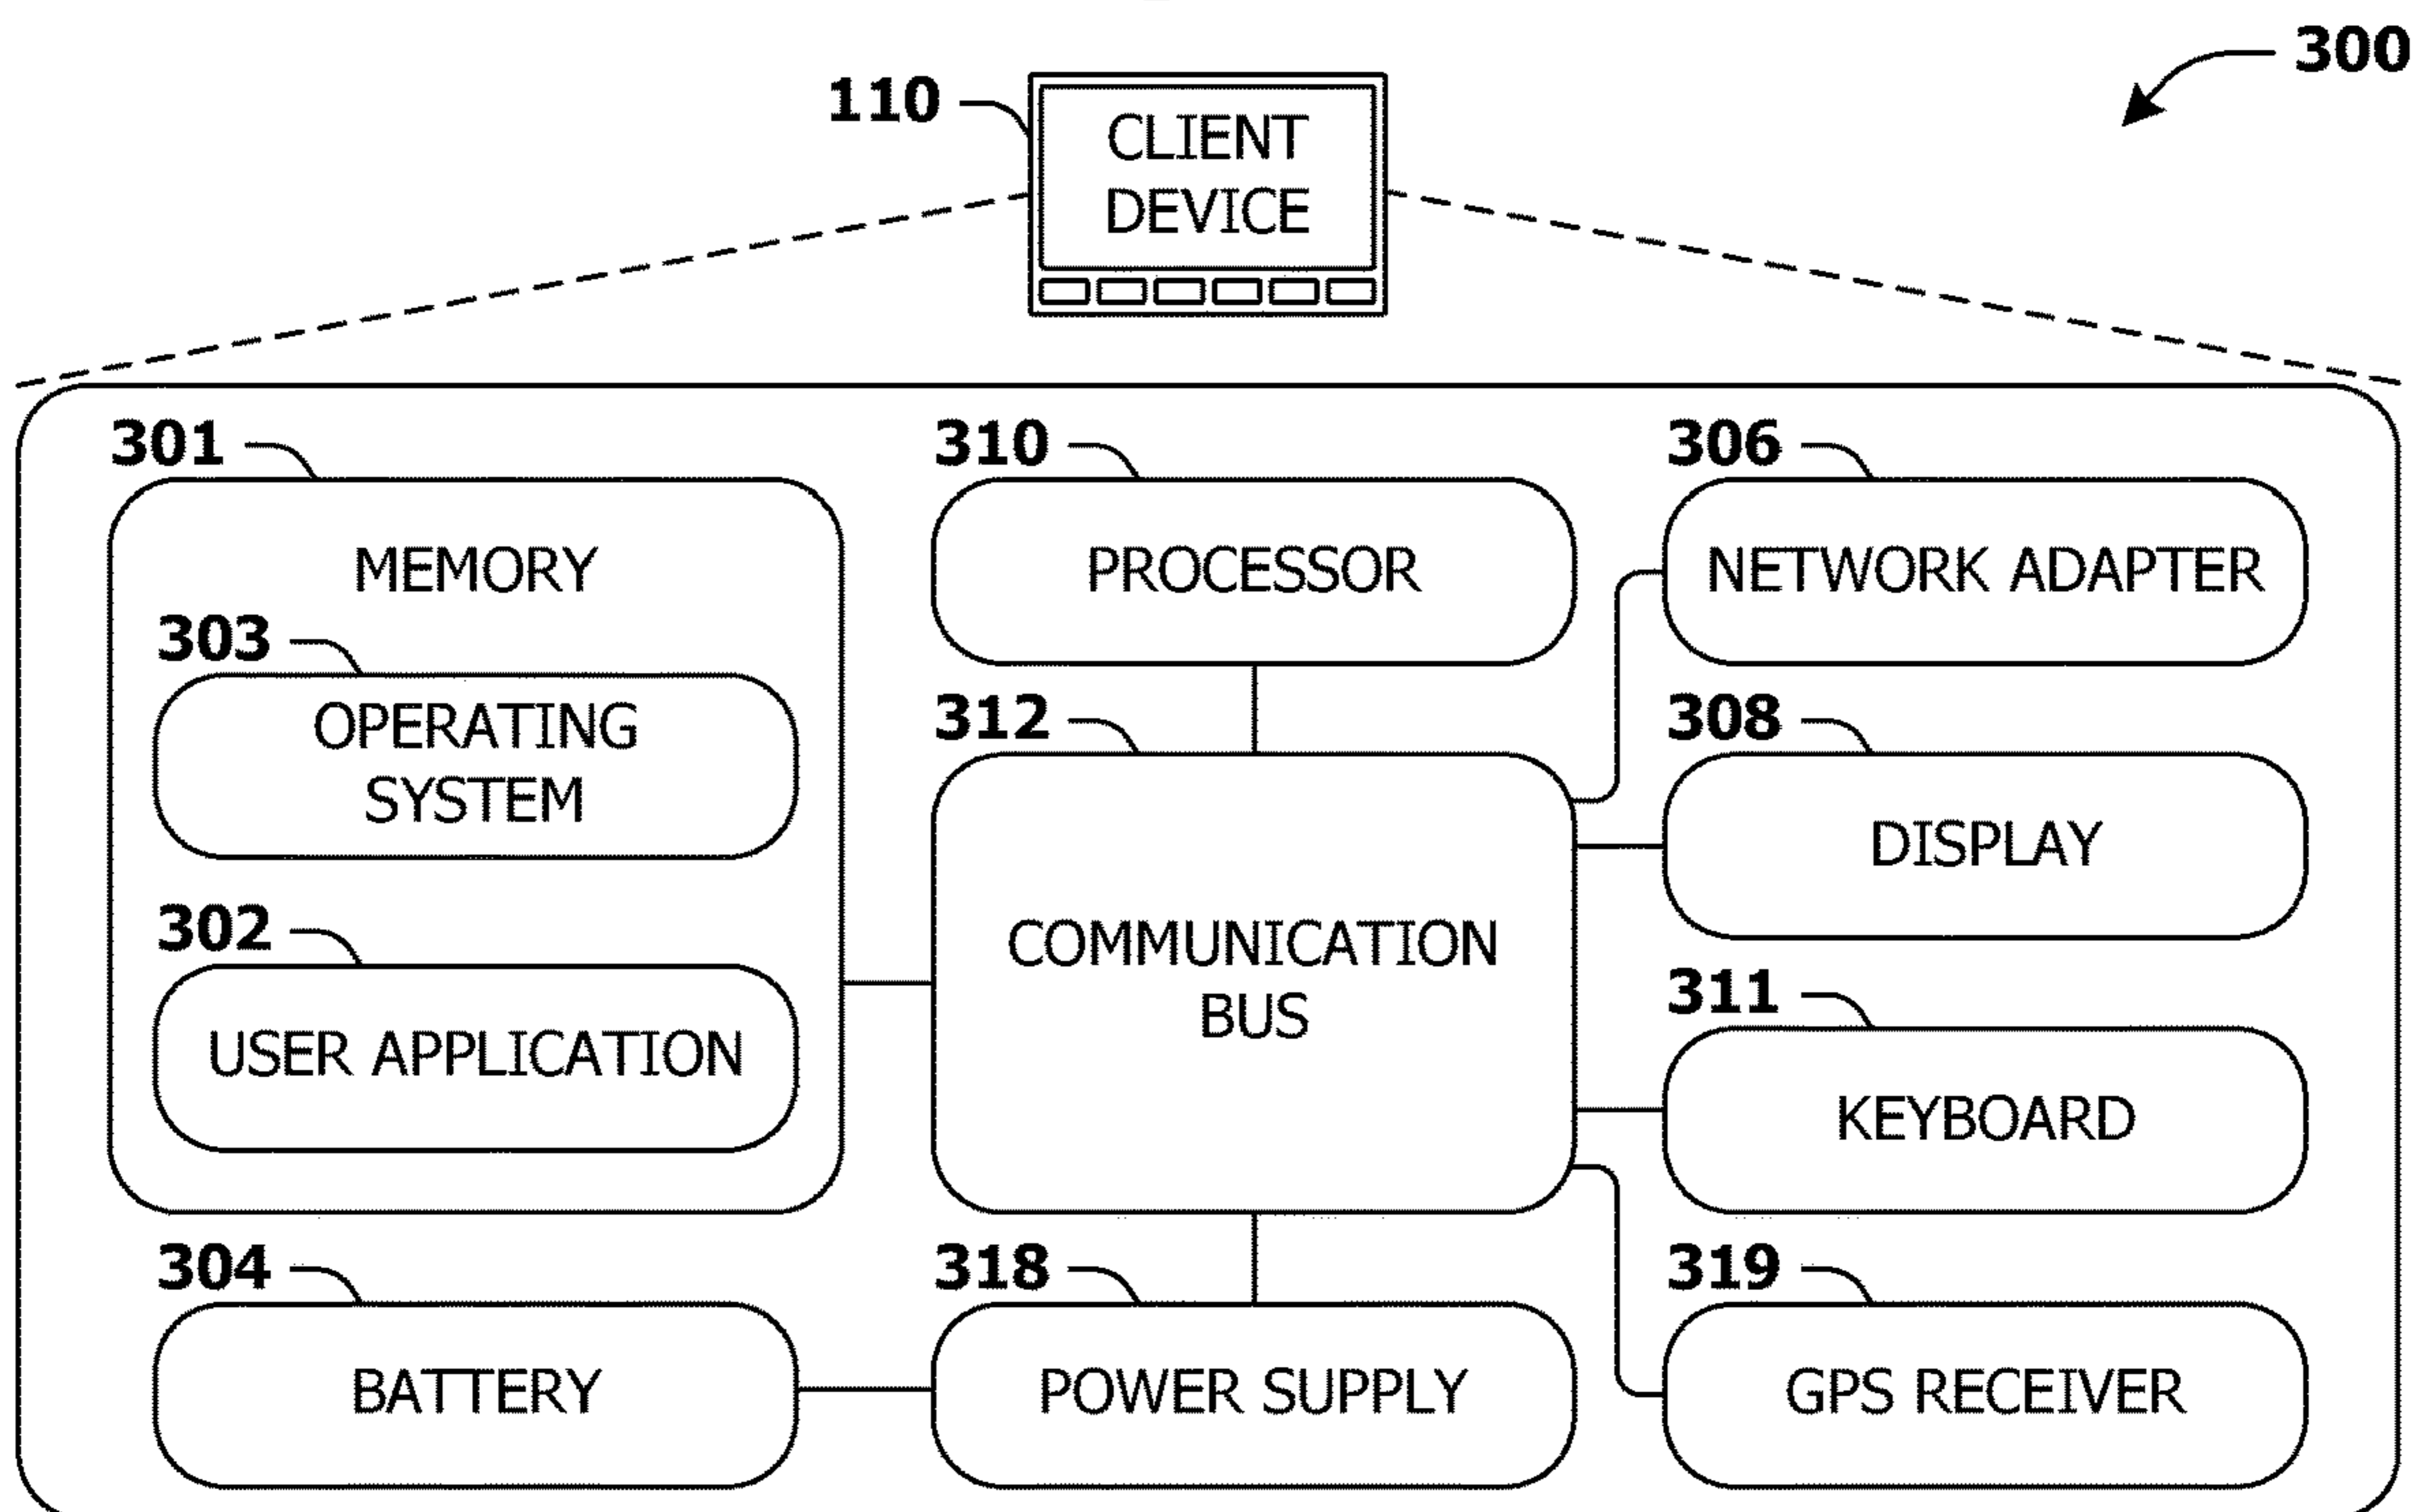 300
110
CLIENT
DEVICE
301
310
306
MEMORY
PROCESSOR
NETWORK ADAPTER
303
312
308
OPERATING
SYSTEM
DISPLAY
302
COMMUNICATION
BUS
311
USER APPLICATION
KEYBOARD
304
318
319
BATTERY
POWER SUPPLY
GPS RECEIVER